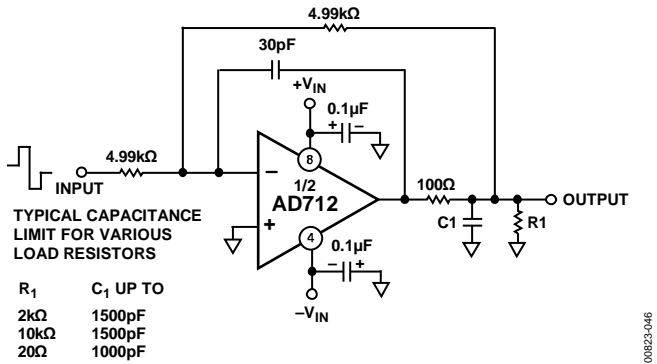 4.99kΩ
30pF
+VIN
0.1µF
+ –
4.99kΩ
8
–
INPUT
1/2
AD712
100Ω
OUTPUT
+
C1
R1
4
0.1µF
– +
–VIN
TYPICAL CAPACITANCE
LIMIT FOR VARIOUS
LOAD RESISTORS
R1 C1 UP TO
2kΩ 1500pF
10kΩ 1500pF
20Ω 1000pF
00823-046